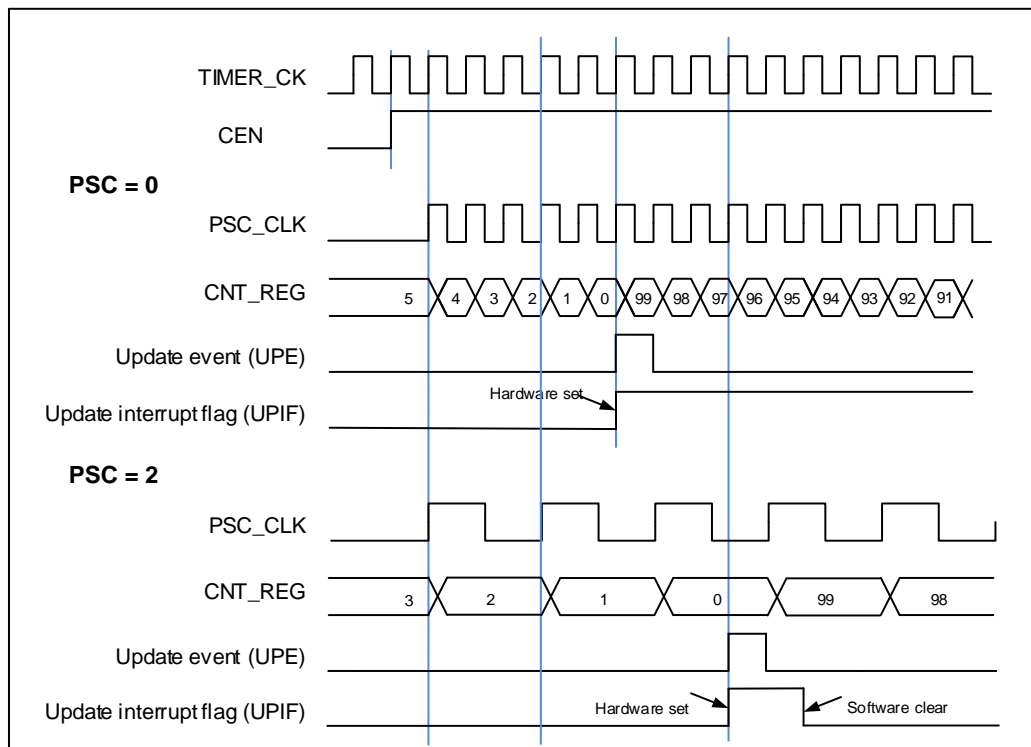 TIMER_CK
CEN
PSC = 0
PSC_CLK
CNT_REG 5 4 3 2 1 0 99 98 97 96 95 94 93 92 91
Update event (UPE)
Hardware set
Update interrupt flag (UPIF)
PSC = 2
PSC_CLK
CNT_REG 3 2 1 0 99 98
Update event (UPE)
Update interrupt flag (UPIF) Hardware set Software clear